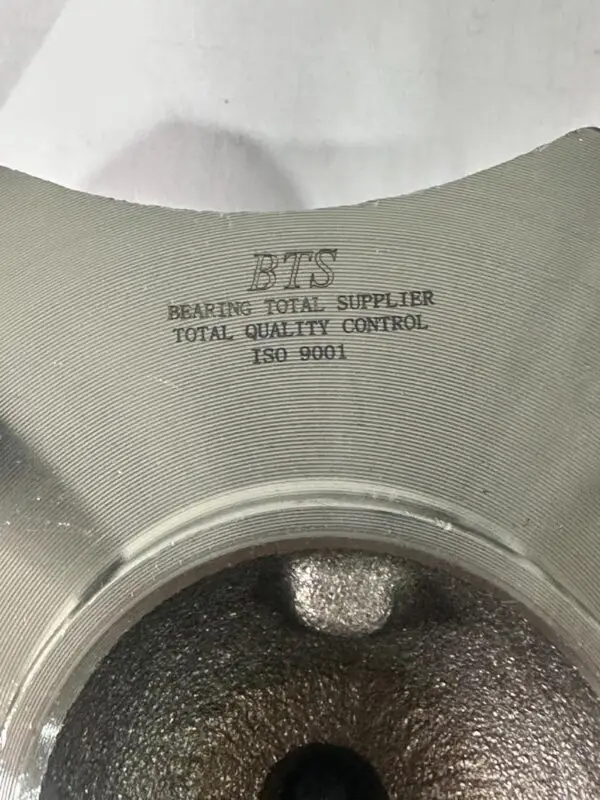 BTS
BEARING TOTAL SUPPLIER
TOTAL QUALITY CONTROL
ISO 9001